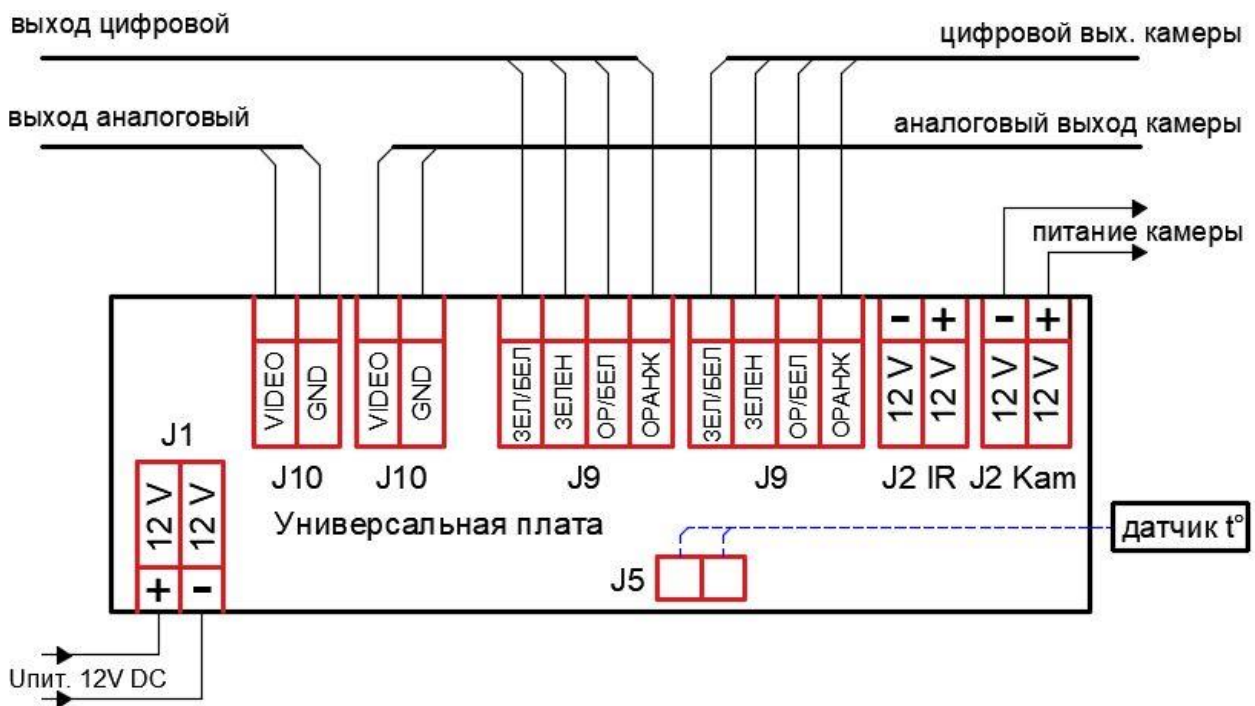 выход цифровой
цифровой вых. камеры
выход аналоговый
аналоговый выход камеры
питание камеры
- + - +
VIDEO GND VIDEO GND ЗЕЛ/БЕЛ ЗЕЛЕН ОР/БЕЛ ОРАНЖ ЗЕЛ/БЕЛ ЗЕЛЕН ОР/БЕЛ ОРАНЖ 12 V 12 V 12 V 12 V
J1
J10 J10 J9 J9 J2 IR J2 Kam
12 V 12 V
Универсальная плата
датчик t°
J5
+ -
Uпит. 12V DC